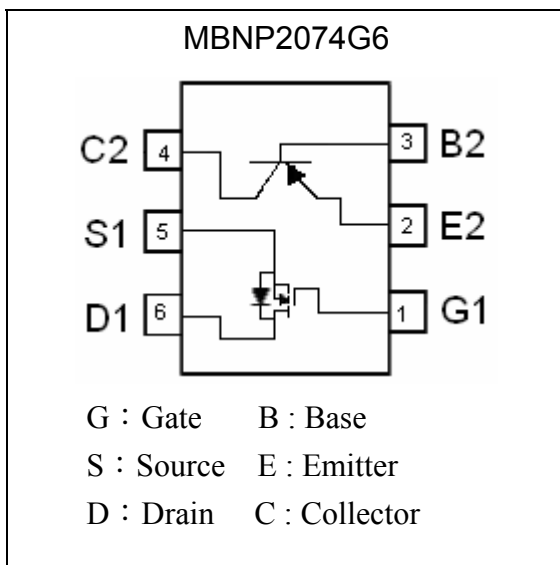 MBNP2074G6
C2 4 3 B2
S1 5 2 E2
D1 6 1 G1
G：Gate B : Base
S：Source E : Emitter
D：Drain C : Collector